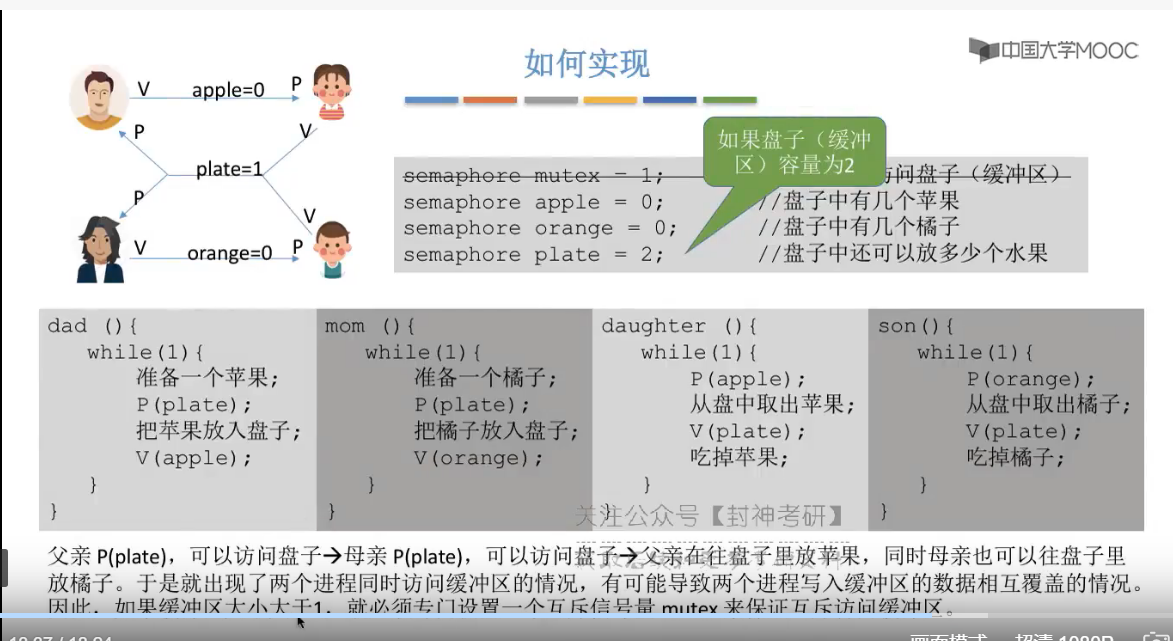 中国大学MOOC
如何实现
V apple=0 P
P V
plate=1
P V
V orange=0 P
如果盘子（缓冲
区）容量为2
semaphore mutex = 1; 访问盘子（缓冲区）
semaphore apple = 0; //盘子中有几个苹果
semaphore orange = 0; //盘子中有几个橘子
semaphore plate = 2; //盘子中还可以放多少个水果
dad (){
while(1){
准备一个苹果;
P(plate);
把苹果放入盘子;
V(apple);
}
}
mom (){
while(1){
准备一个橘子;
P(plate);
把橘子放入盘子;
V(orange);
}
}
daughter (){
while(1){
P(apple);
从盘中取出苹果;
V(plate);
吃掉苹果;
}
}
son(){
while(1){
P(orange);
从盘中取出橘子;
V(plate);
吃掉橘子;
}
}
关注公众号【封神考研】
父亲 P(plate)，可以访问盘子→母亲 P(plate)，可以访问盘子→父亲在往盘子里放苹果，同时母亲也可以往盘子里
放橘子。于是就出现了两个进程同时访问缓冲区的情况，有可能导致两个进程写入缓冲区的数据相互覆盖的情况。
因此，如果缓冲区大小大于1，就必须专门设置一个互斥信号量 mutex 来保证互斥访问缓冲区。
画面模式 超清 1080P